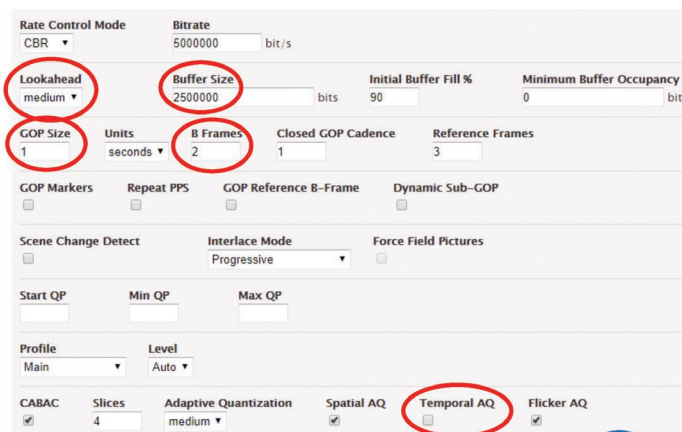 Rate Control Mode Bitrate
CBR 5000000 bit/s
Lookahead Buffer Size Initial Buffer Fill % Minimum Buffer Occupancy
medium 2500000 bits 90 0 bit
GOP Size Units B Frames Closed GOP Cadence Reference Frames
1 seconds 2 1 3
GOP Markers Repeat PPS GOP Reference B-Frame Dynamic Sub-GOP
Scene Change Detect Interlace Mode Force Field Pictures
Progressive
Start QP Min QP Max QP
Profile Level
Main Auto
CABAC Slices Adaptive Quantization Spatial AQ Temporal AQ Flicker AQ
4 medium